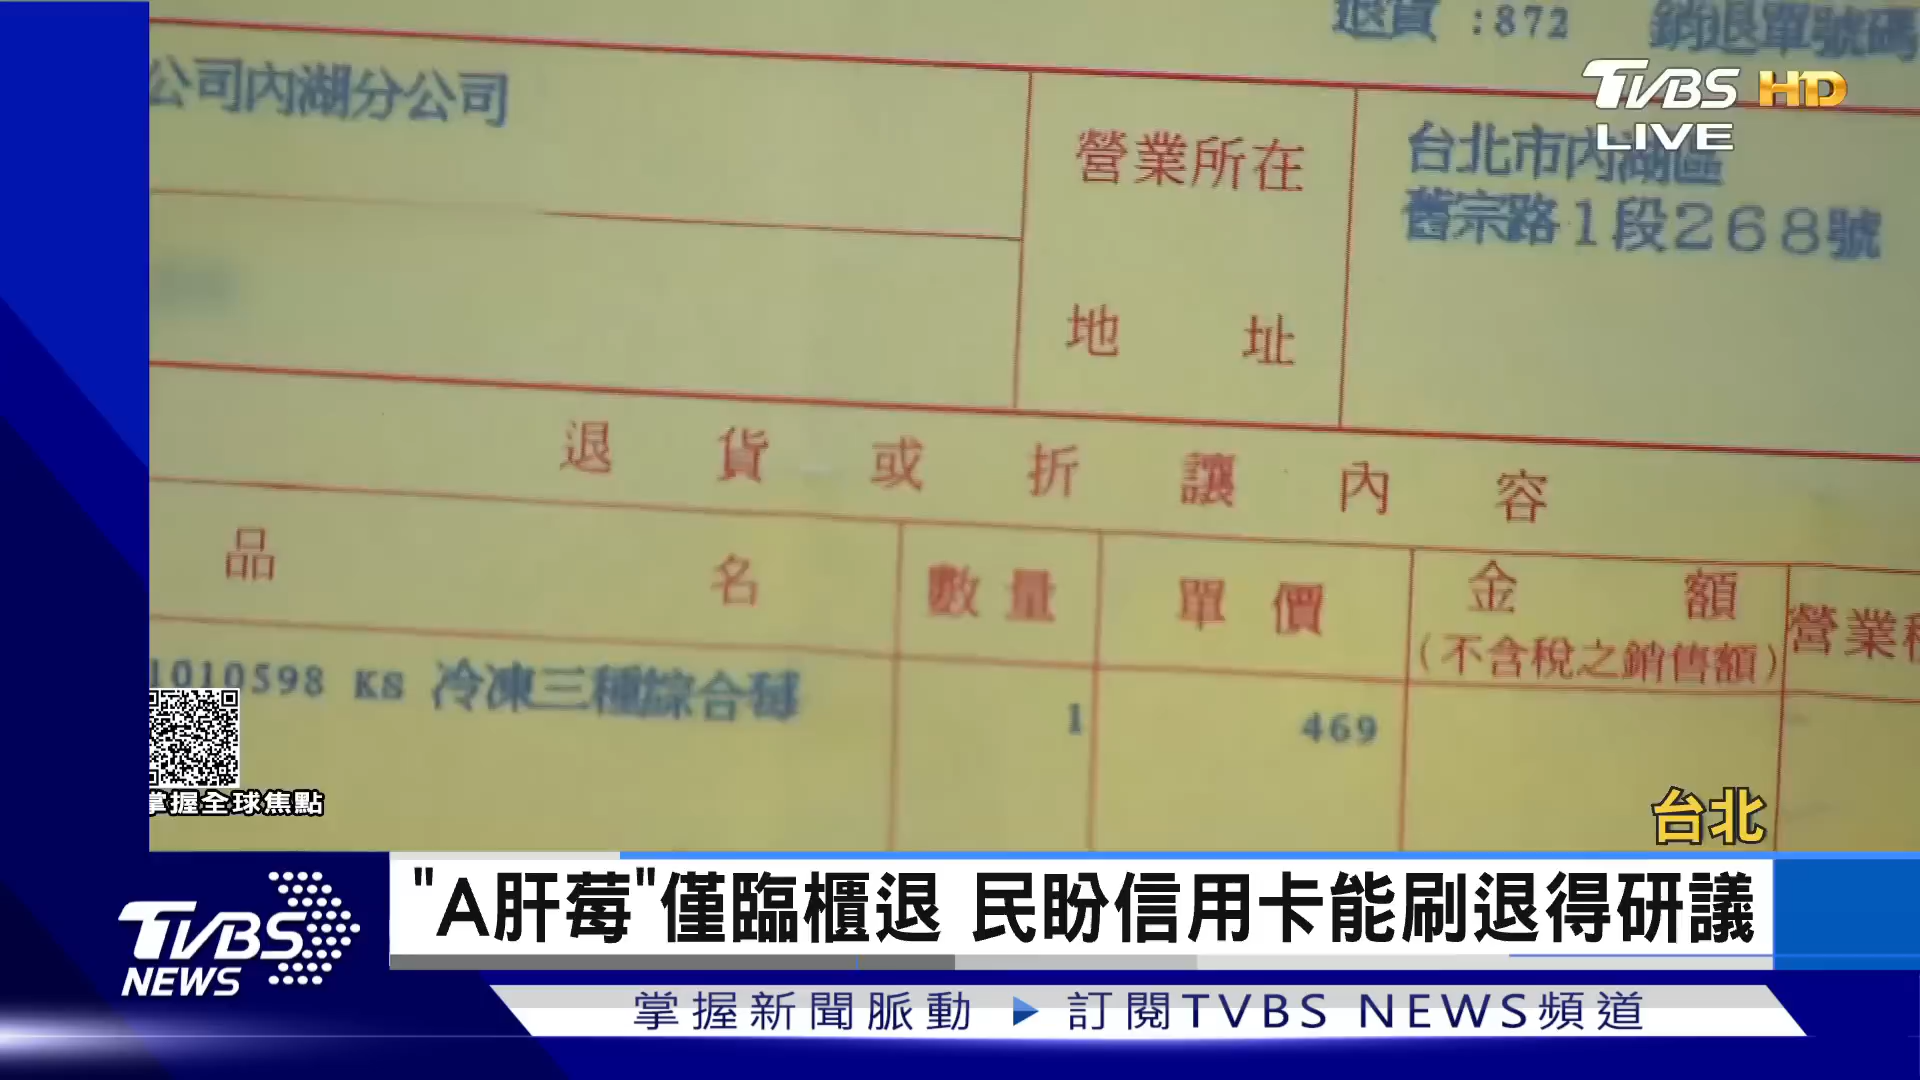 退貨 :872 銷退單號碼
TVBS HD
LIVE
公司內湖分公司
營業所在
地址
台北市內湖區
舊宗路1段268號
退貨或折讓內容
品名
數量
單價
金額
(不含稅之銷售額)
營業稅
1010598 KS 冷凍三種綜合莓
1
469
掌握全球焦點
台北
"A肝莓"僅臨櫃退 民盼信用卡能刷退得研議
TVBS
NEWS
掌握新聞脈動 ▶ 訂閱TVBS NEWS頻道